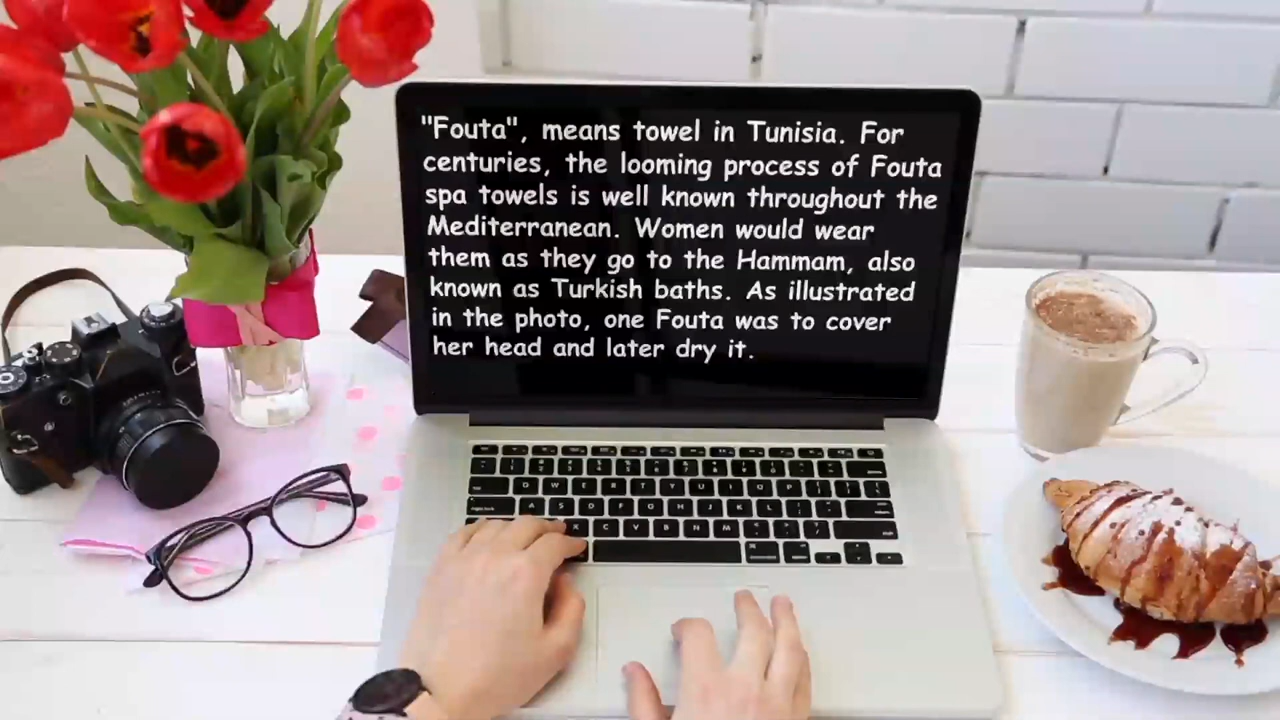 "Fouta", means towel in Tunisia. For
centuries, the looming process of Fouta
spa towels is well known throughout the
Mediterranean. Women would wear
them as they go to the Hammam, also
known as Turkish baths. As illustrated
in the photo, one Fouta was to cover
her head and later dry it.